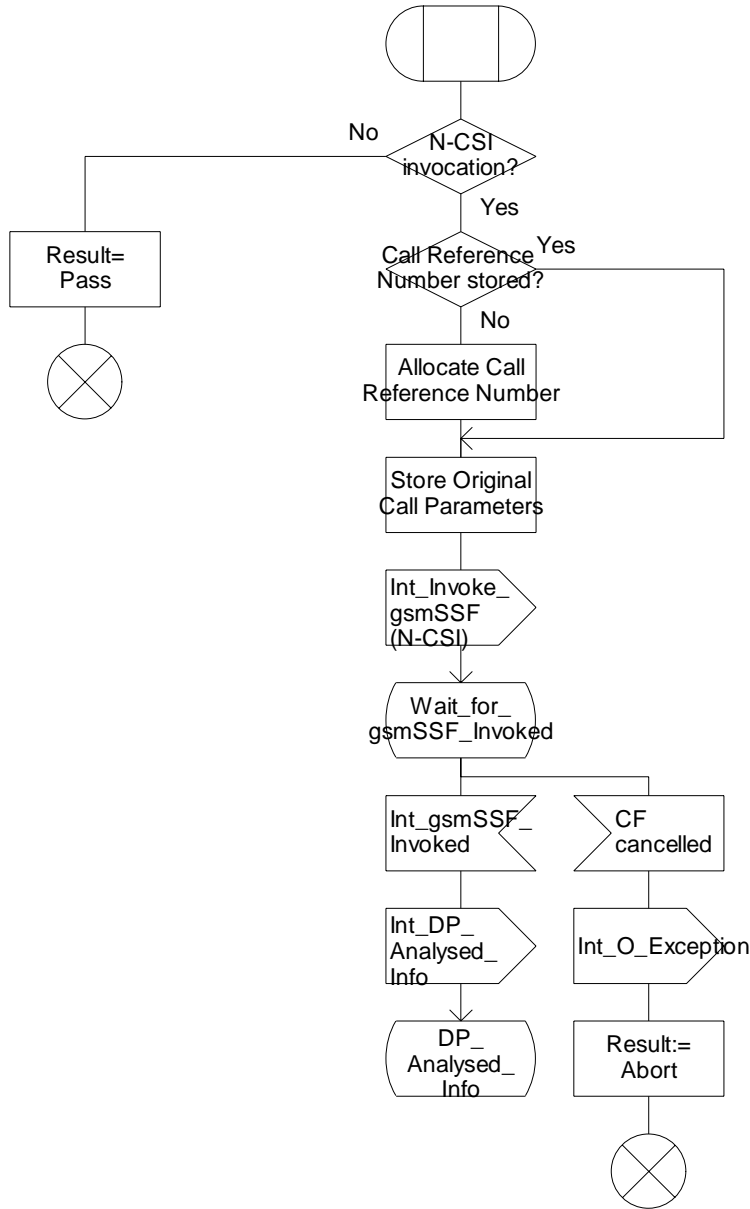 No
N-CSI
invocation?
Yes
Result=
Pass
Call Reference
Number stored?
Yes
No
Allocate Call
Reference Number
Store Original
Call Parameters
Int_Invoke_
gsmSSF
(N-CSI)
Wait_for_
gsmSSF_Invoked
Int_gsmSSF_
Invoked
CF
cancelled
Int_DP_
Analysed_
Info
Int_O_Exception
DP_
Analysed_
Info
Result:=
Abort